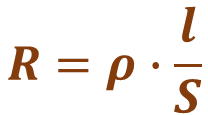 R = ρ · l/S